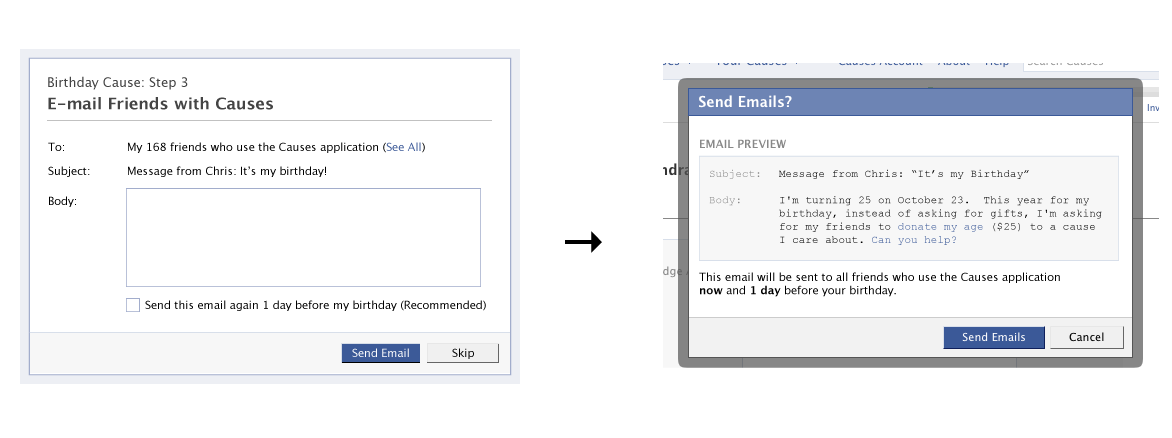 Birthday Cause: Step 3
E-mail Friends with Causes
To: My 168 friends who use the Causes application (See All)
Subject: Message from Chris: It's my birthday!
Body:
Send this email again 1 day before my birthday (Recommended)
Send Email Skip
Your Causes Causes Account About Help Search Causes
Send Emails?
EMAIL PREVIEW
Subject: Message from Chris: “It’s my Birthday”
Body: I'm turning 25 on October 23. This year for my
birthday, instead of asking for gifts, I'm asking
for my friends to donate my age ($25) to a cause
I care about. Can you help?
This email will be sent to all friends who use the Causes application
now and 1 day before your birthday.
Send Emails Cancel